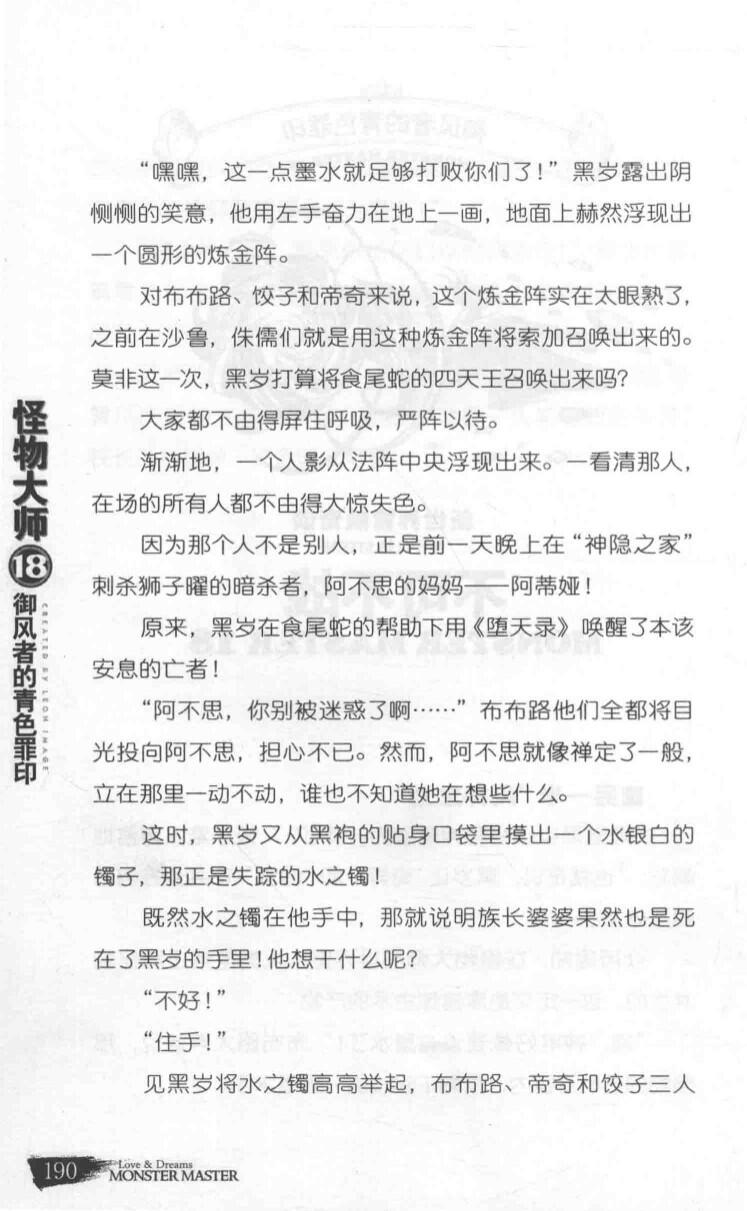 “嘿嘿，这一点墨水就足够打败你们了！”黑岁露出阴
恻恻的笑意，他用左手奋力在地上一画，地面上赫然浮现出
一个圆形的炼金阵。
对布布路、饺子和帝奇来说，这个炼金阵实在太眼熟了，
之前在沙鲁，侏儒们就是用这种炼金阵将索加召唤出来的。
莫非这一次，黑岁打算将食尾蛇的四天王召唤出来吗？
大家都不由得屏住呼吸，严阵以待。
渐渐地，一个人影从法阵中央浮现出来。一看清那人，
在场的所有人都不由得大惊失色。
因为那个人不是别人，正是前一天晚上在“神隐之家”
刺杀狮子曜的暗杀者，阿不思的妈妈——阿蒂娅！
原来，黑岁在食尾蛇的帮助下用《堕天录》唤醒了本该
安息的亡者！
“阿不思，你别被迷惑了啊……”布布路他们全都将目
光投向阿不思，担心不已。然而，阿不思就像禅定了一般，
立在那里一动不动，谁也不知道她在想些什么。
这时，黑岁又从黑袍的贴身口袋里摸出一个水银白的
镯子，那正是失踪的水之镯！
既然水之镯在他手中，那就说明族长婆婆果然也是死
在了黑岁的手里！他想干什么呢？
“不好！”
“住手！”
见黑岁将水之镯高高举起，布布路、帝奇和饺子三人
怪物大师⑱
御风者的青色罪印
CREATED BY LEON IMAGE
190
Love & Dreams
MONSTER MASTER